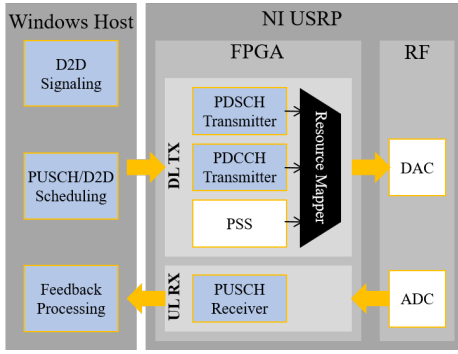 Windows Host
D2D
Signaling
PUSCH/D2D
Scheduling
Feedback
Processing
NI USRP
FPGA
DL TX
PDSCH
Transmitter
PDCCH
Transmitter
PSS
Resource Mapper
UL RX
PUSCH
Receiver
RF
DAC
ADC